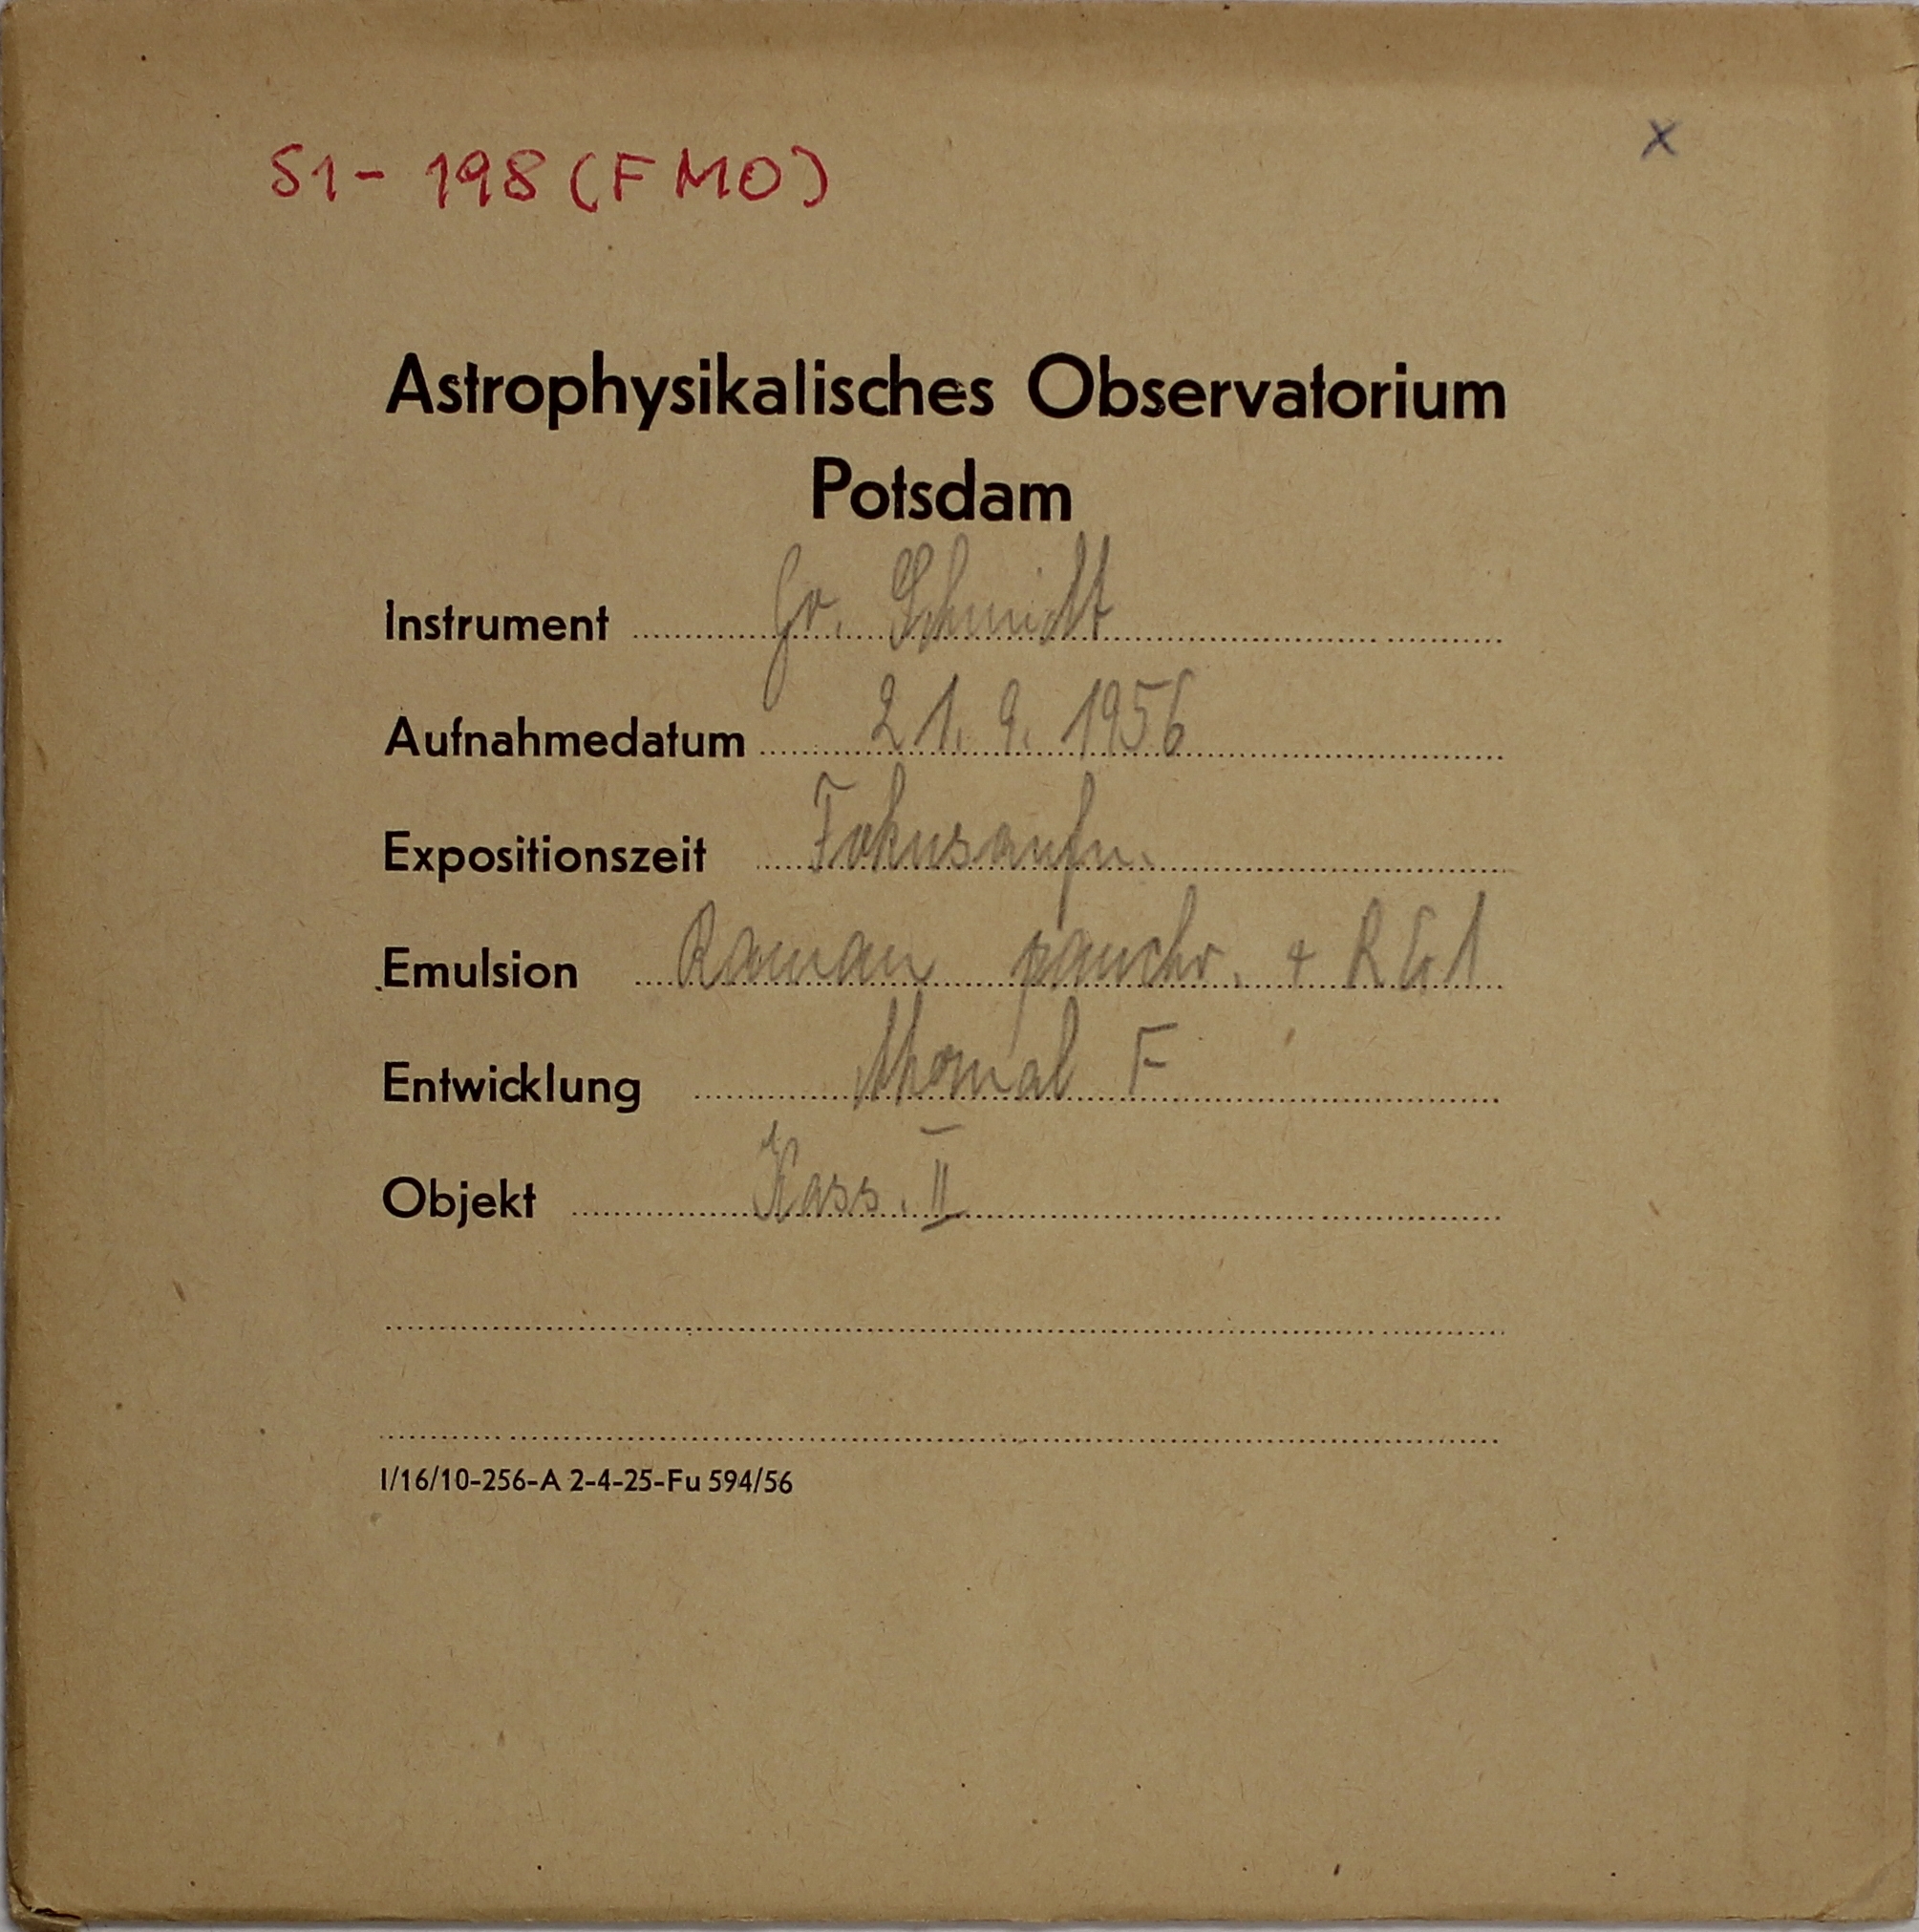 S1-198 (FMO)
x
Astrophysikalisches Observatorium
Potsdam
Instrument Gr. Schmidt
Aufnahmedatum 21. 9. 1956
Expositionszeit Fokusaufn.
Emulsion Raman panchr. + RG1
Entwicklung F
Objekt Kass. II
I/16/10-256-A 2-4-25-Fu 594/56